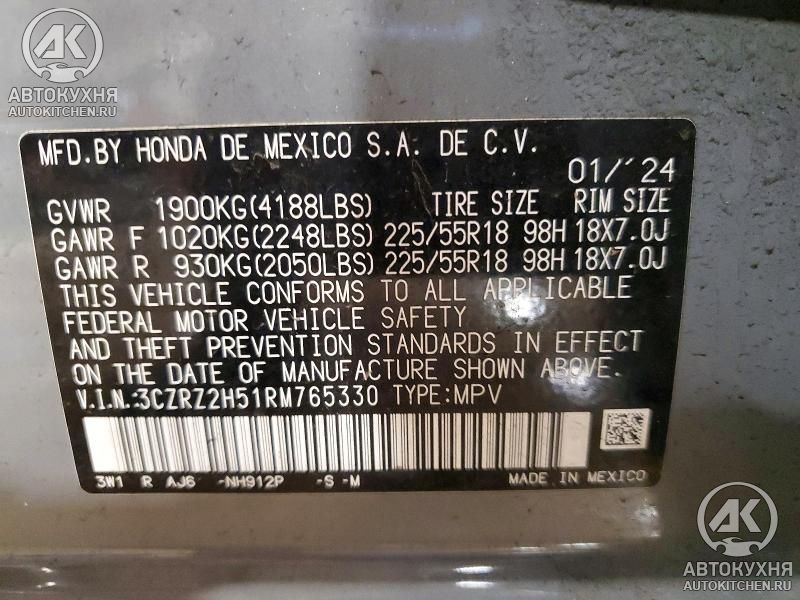 AK
АВТОКУХНЯ
AUTOKITCHEN.RU
MFD.BY HONDA DE MEXICO S.A. DE C.V.
01/'24
GVWR 1900KG(4188LBS) TIRE SIZE RIM SIZE
GAWR F 1020KG(2248LBS) 225/55R18 98H 18X7.0J
GAWR R 930KG(2050LBS) 225/55R18 98H 18X7.0J
THIS VEHICLE CONFORMS TO ALL APPLICABLE
FEDERAL MOTOR VEHICLE SAFETY
AND THEFT PREVENTION STANDARDS IN EFFECT
ON THE DATE OF MANUFACTURE SHOWN ABOVE.
V.I.N.:3CZRZ2H51RM765330 TYPE:MPV
3W1 R AJ6 -NH912P -S -M MADE IN MEXICO
AK
АВТОКУХНЯ
AUTOKITCHEN.RU